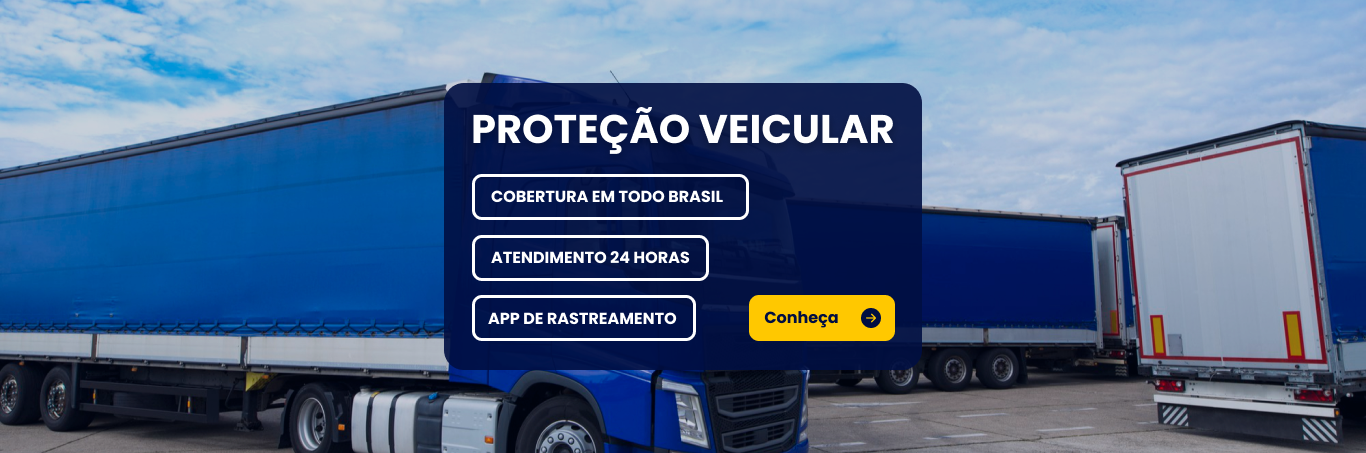 PROTEÇÃO VEICULAR
COBERTURA EM TODO BRASIL
ATENDIMENTO 24 HORAS
APP DE RASTREAMENTO
Conheça